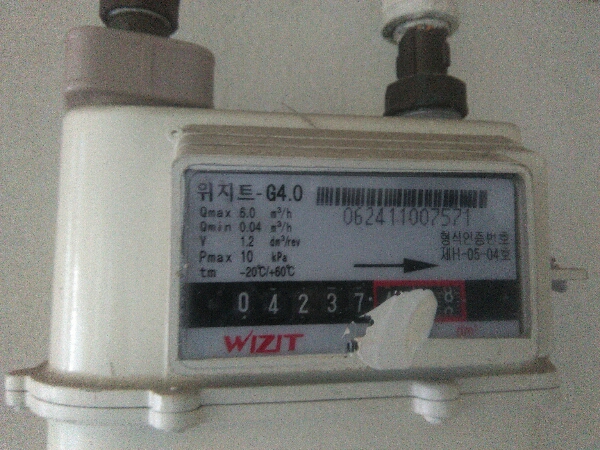 위지트-G4.0
062411007571
Qmax 6.0 m³/h
Qmin 0.04 m³/h
V 1.2 dm³/rev
Pmax 10 kPa
tm -20℃/+60℃
형식인증번호
제H-05-04호
0 4 2 3 7
WIZIT
dm³